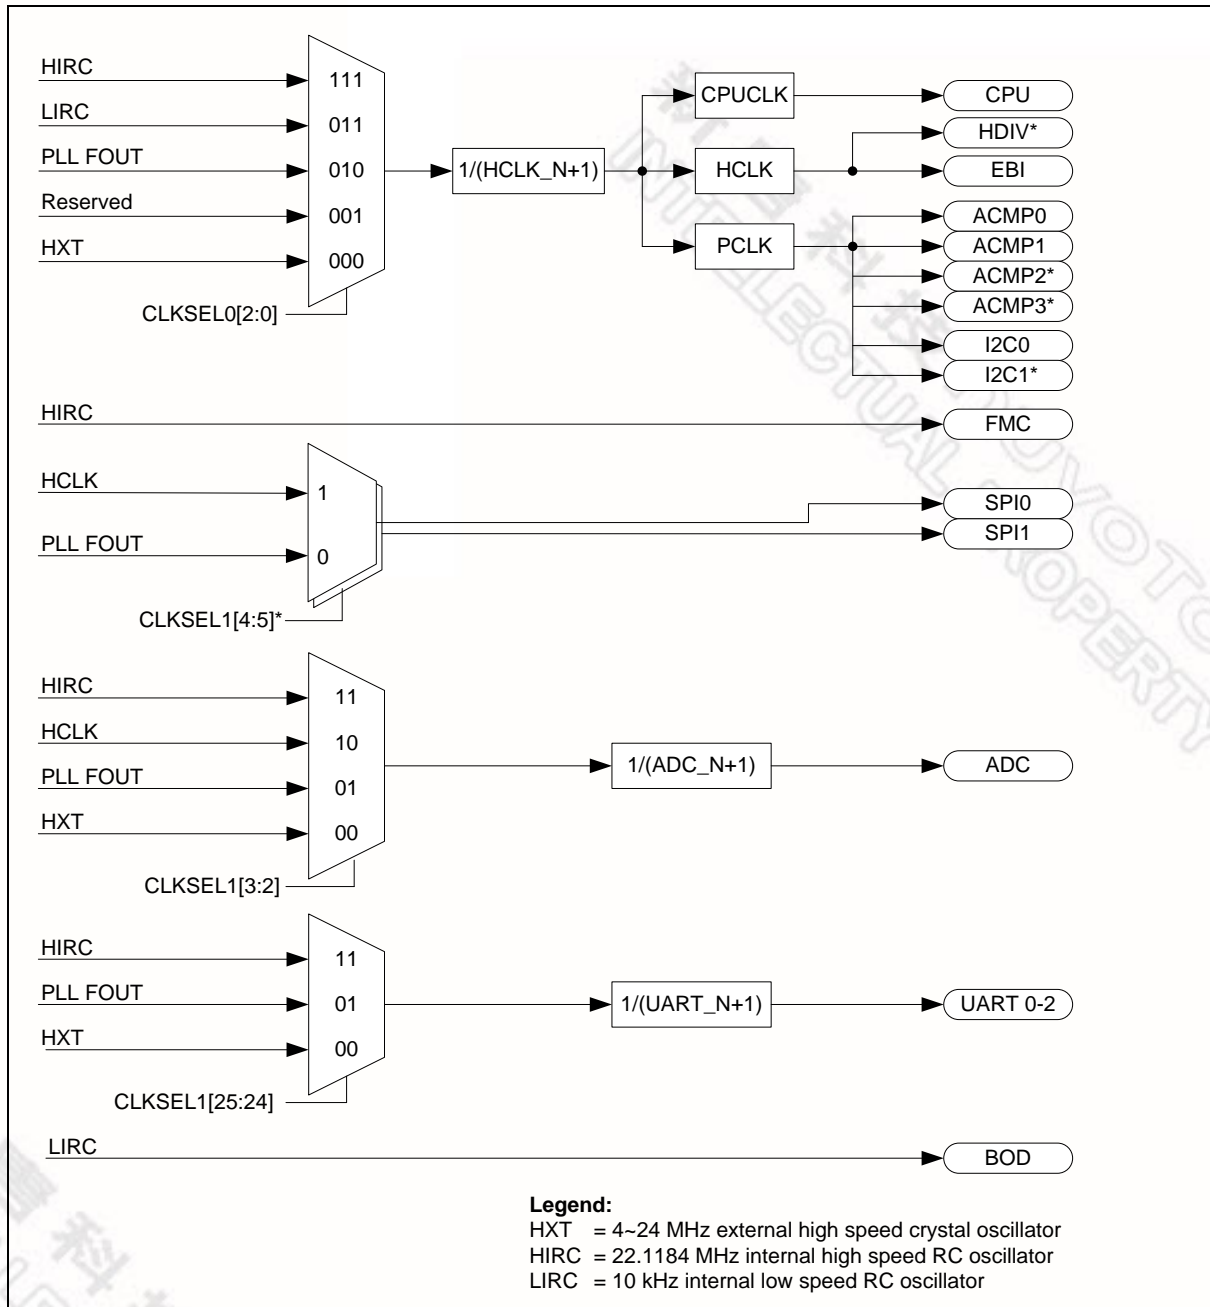 HIRC
LIRC
PLL FOUT
Reserved
HXT
111
011
010
001
000
CLKSEL0[2:0]
1/(HCLK_N+1)
CPUCLK
HCLK
PCLK
CPU
HDIV*
EBI
ACMP0
ACMP1
ACMP2*
ACMP3*
I2C0
I2C1*
HIRC
FMC
HCLK
PLL FOUT
1
0
CLKSEL1[4:5]*
SPI0
SPI1
HIRC
HCLK
PLL FOUT
HXT
11
10
01
00
CLKSEL1[3:2]
1/(ADC_N+1)
ADC
HIRC
PLL FOUT
HXT
11
01
00
CLKSEL1[25:24]
1/(UART_N+1)
UART 0-2
LIRC
BOD
Legend:
HXT = 4~24 MHz external high speed crystal oscillator
HIRC = 22.1184 MHz internal high speed RC oscillator
LIRC = 10 kHz internal low speed RC oscillator